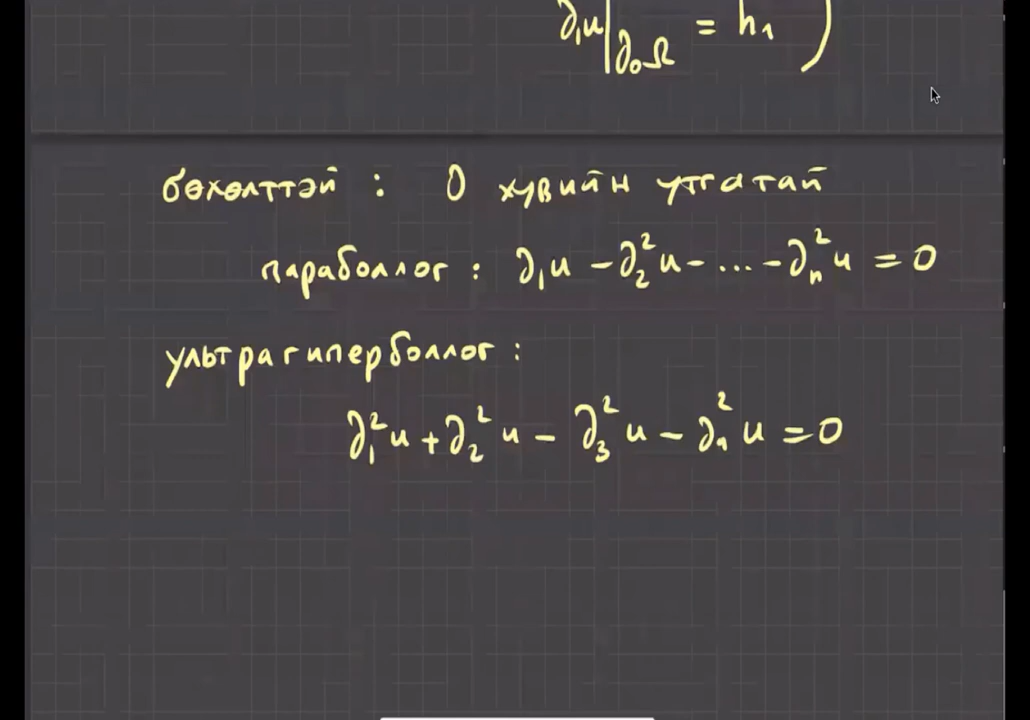 ∂₁u|∂₀Ω = h₁ )
бөхөлттэй : 0 хувийн утгатай
параболлог : ∂₁u − ∂₂²u − ... − ∂ₙ²u = 0
ультрагиперболлог :
∂₁²u + ∂₂²u − ∂₃²u − ∂₄²u = 0